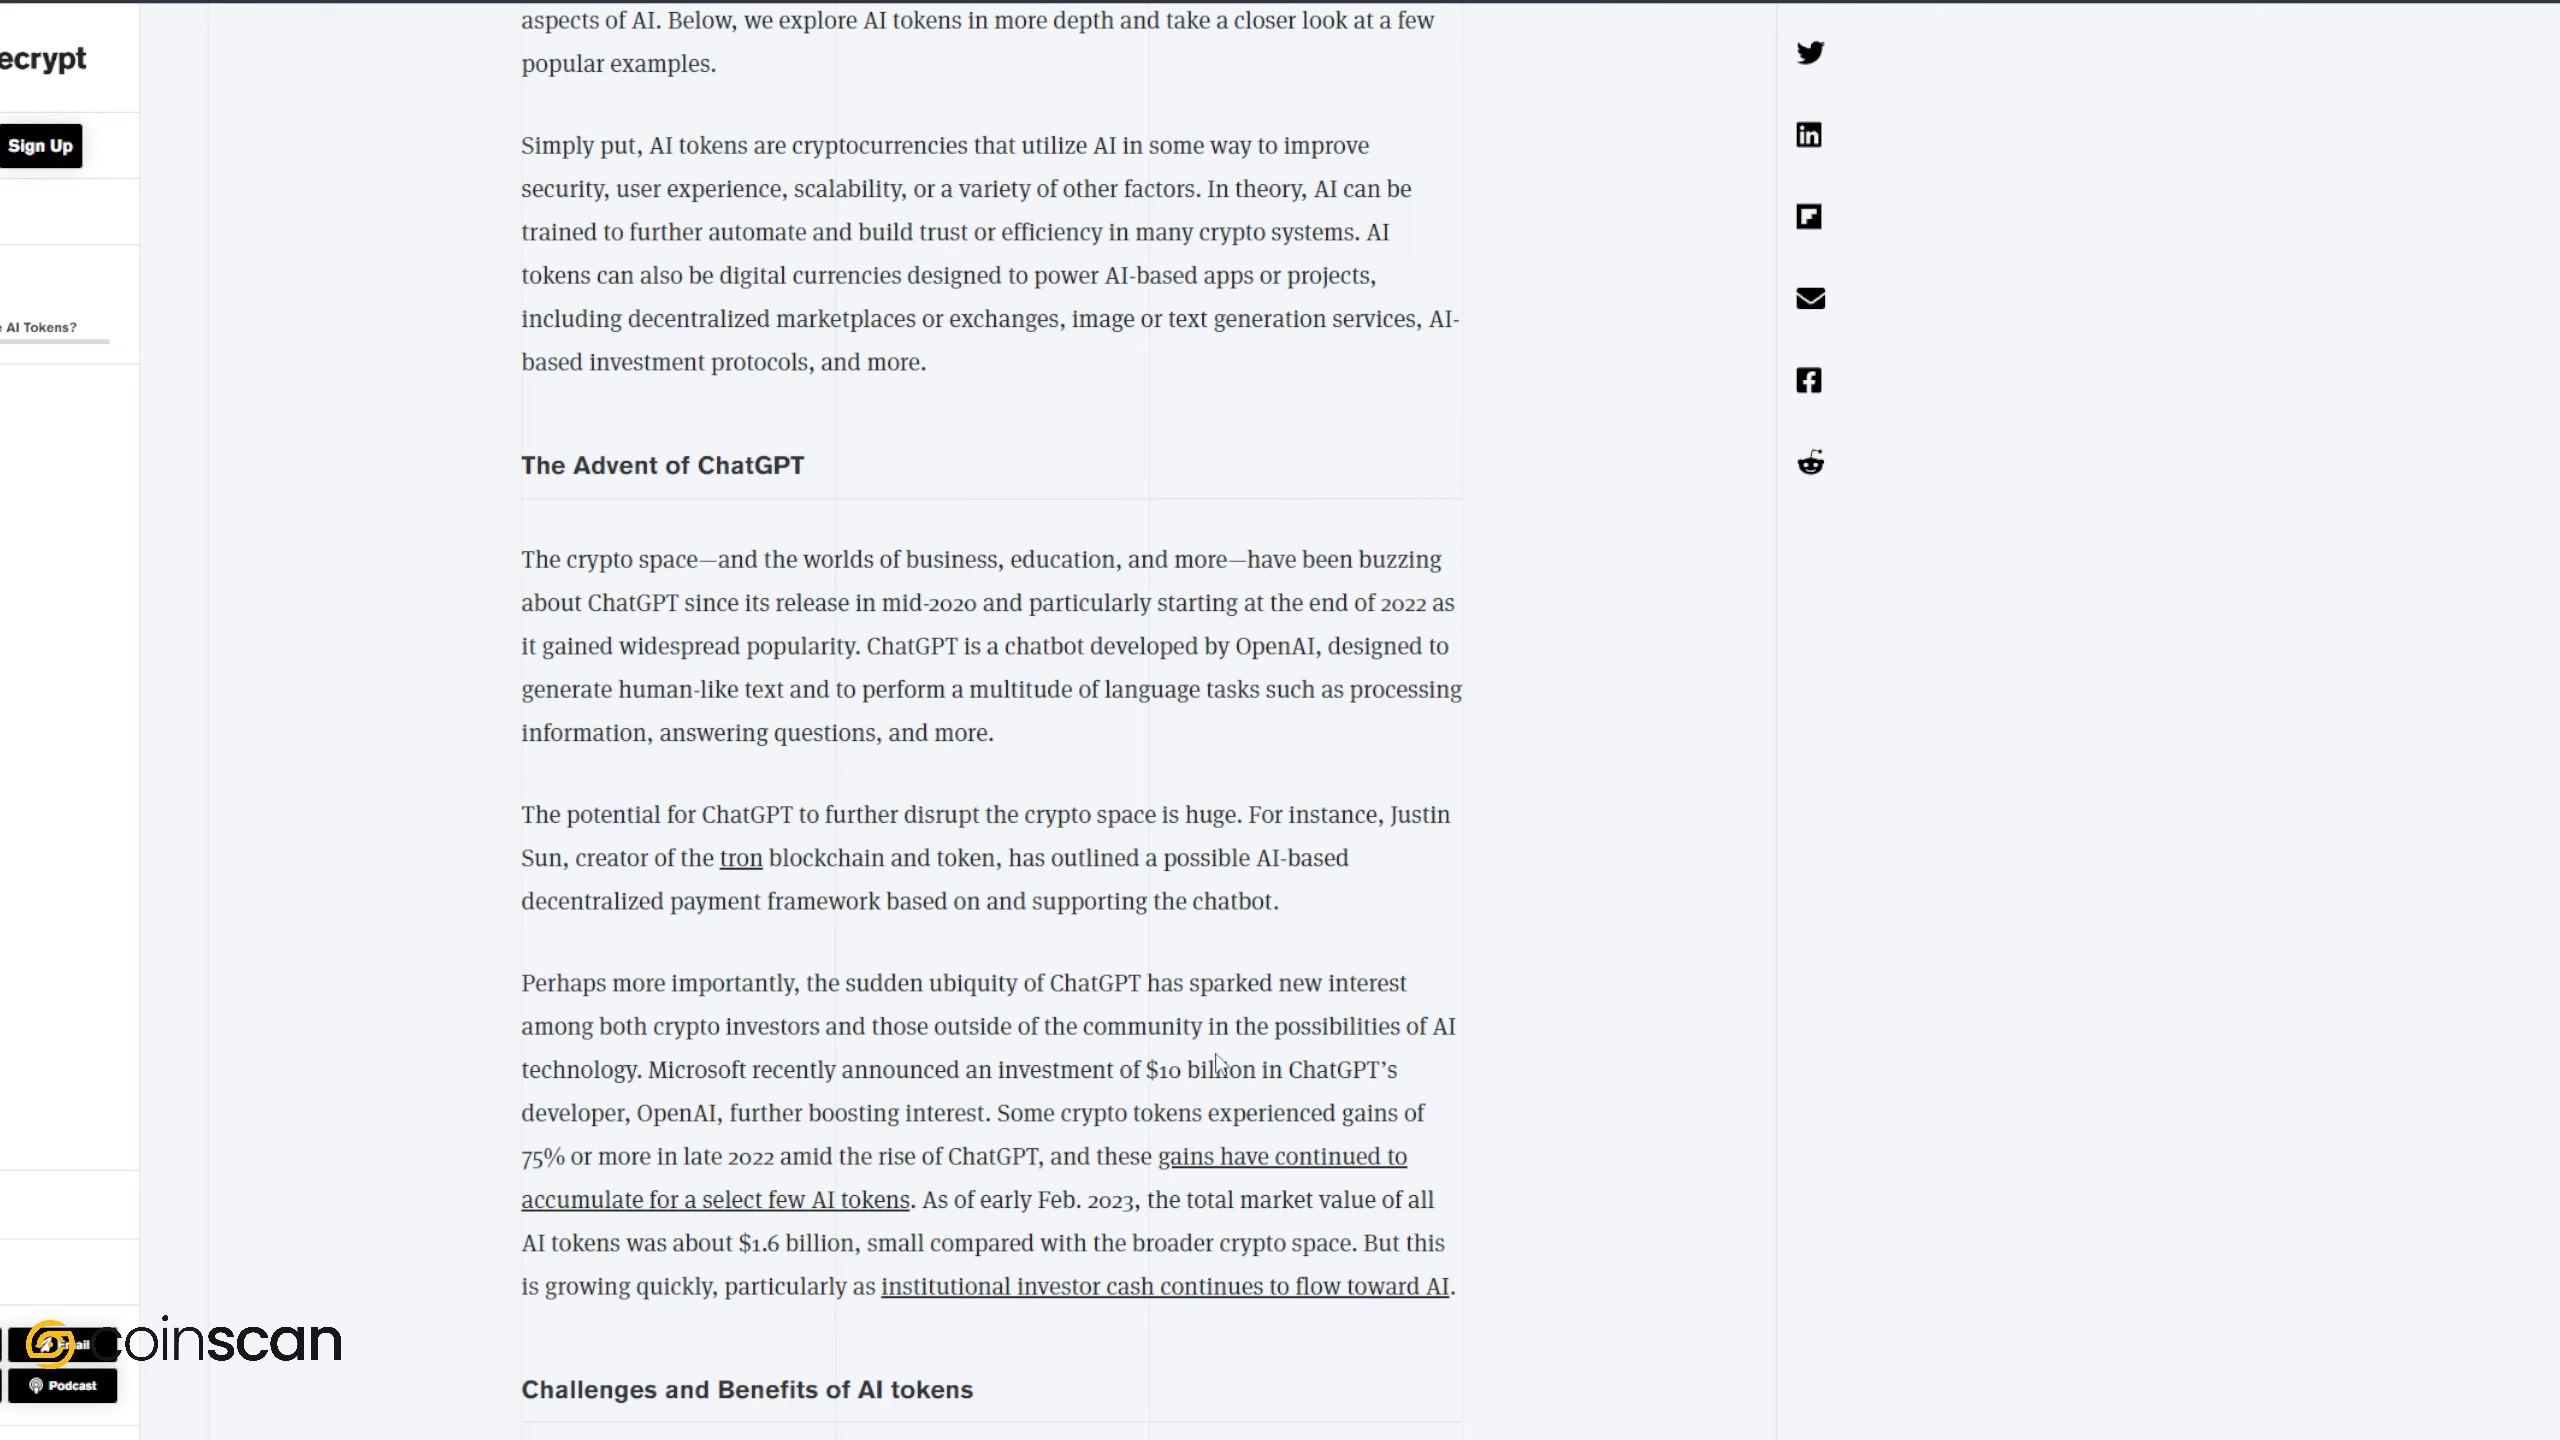 aspects of AI. Below, we explore AI tokens in more depth and take a closer look at a few
popular examples.
ecrypt
Sign Up
Simply put, AI tokens are cryptocurrencies that utilize AI in some way to improve
security, user experience, scalability, or a variety of other factors. In theory, AI can be
trained to further automate and build trust or efficiency in many crypto systems. AI
tokens can also be digital currencies designed to power AI-based apps or projects,
including decentralized marketplaces or exchanges, image or text generation services, AI-
based investment protocols, and more.
AI Tokens?
The Advent of ChatGPT
The crypto space—and the worlds of business, education, and more—have been buzzing
about ChatGPT since its release in mid-2020 and particularly starting at the end of 2022 as
it gained widespread popularity. ChatGPT is a chatbot developed by OpenAI, designed to
generate human-like text and to perform a multitude of language tasks such as processing
information, answering questions, and more.
The potential for ChatGPT to further disrupt the crypto space is huge. For instance, Justin
Sun, creator of the tron blockchain and token, has outlined a possible AI-based
decentralized payment framework based on and supporting the chatbot.
Perhaps more importantly, the sudden ubiquity of ChatGPT has sparked new interest
among both crypto investors and those outside of the community in the possibilities of AI
technology. Microsoft recently announced an investment of $10 billion in ChatGPT’s
developer, OpenAI, further boosting interest. Some crypto tokens experienced gains of
75% or more in late 2022 amid the rise of ChatGPT, and these gains have continued to
accumulate for a select few AI tokens. As of early Feb. 2023, the total market value of all
AI tokens was about $1.6 billion, small compared with the broader crypto space. But this
is growing quickly, particularly as institutional investor cash continues to flow toward AI.
coinscan
Podcast
Challenges and Benefits of AI tokens